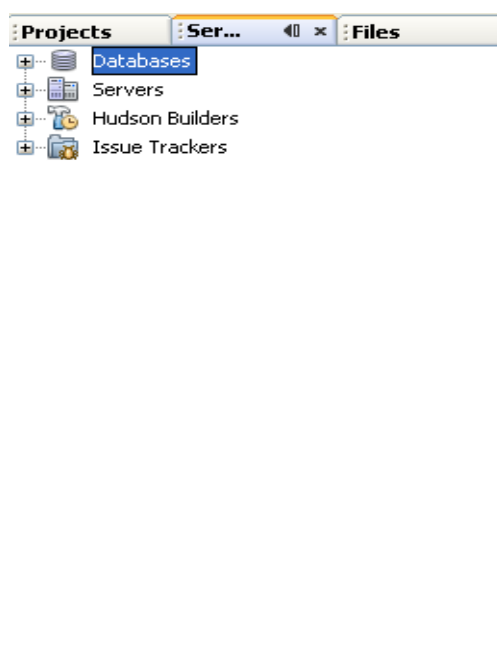 Projects Ser... Files
Databases
Servers
Hudson Builders
Issue Trackers